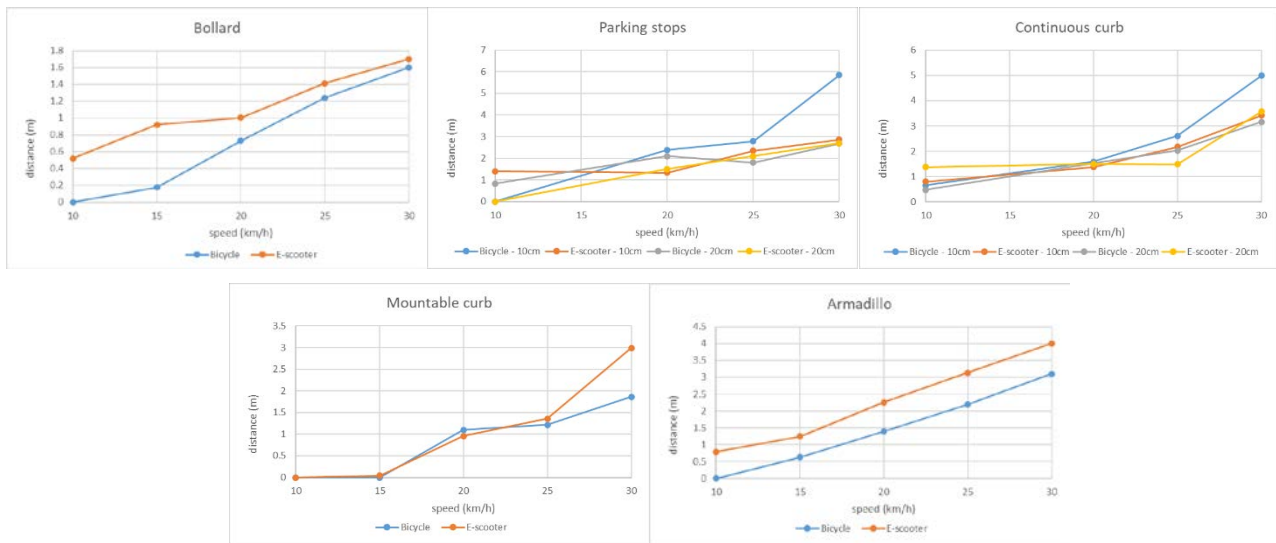 Bollard
1.8
1.6
1.4
1.2
1
0.8
0.6
0.4
0.2
0
distance (m)
10 15 20 25 30
speed (km/h)
Bicycle E-scooter
Parking stops
7
6
5
4
3
2
1
0
distance (m)
10 15 20 25 30
speed (km/h)
Bicycle - 10cm E-scooter - 10cm Bicycle - 20cm E-scooter - 20cm
Continuous curb
6
5
4
3
2
1
0
distance (m)
10 15 20 25 30
speed (km/h)
Bicycle - 10cm E-scooter - 10cm Bicycle - 20cm E-scooter - 20cm
Mountable curb
3.5
3
2.5
2
1.5
1
0.5
0
distance (m)
10 15 20 25 30
speed (km/h)
Bicycle E-scooter
Armadillo
4.5
4
3.5
3
2.5
2
1.5
1
0.5
0
distance (m)
10 15 20 25 30
speed (km/h)
Bicycle E-scooter